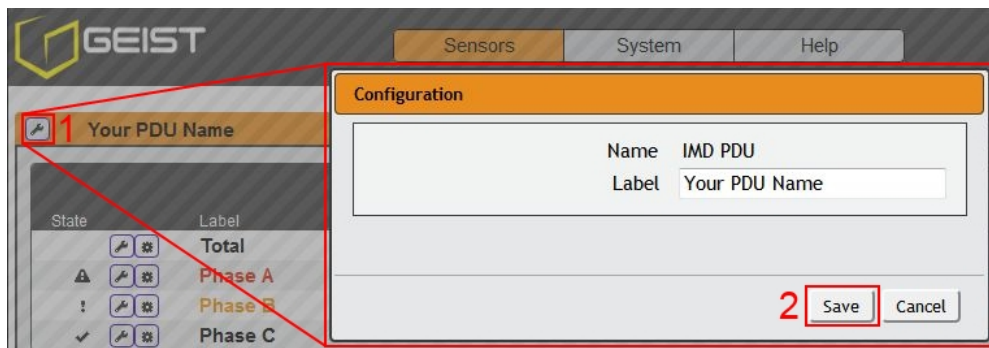 GEIST
Sensors System Help
Configuration
1 Your PDU Name
Name IMD PDU
Label Your PDU Name
State Label
Total
Phase A
Phase B
Phase C
2 Save Cancel